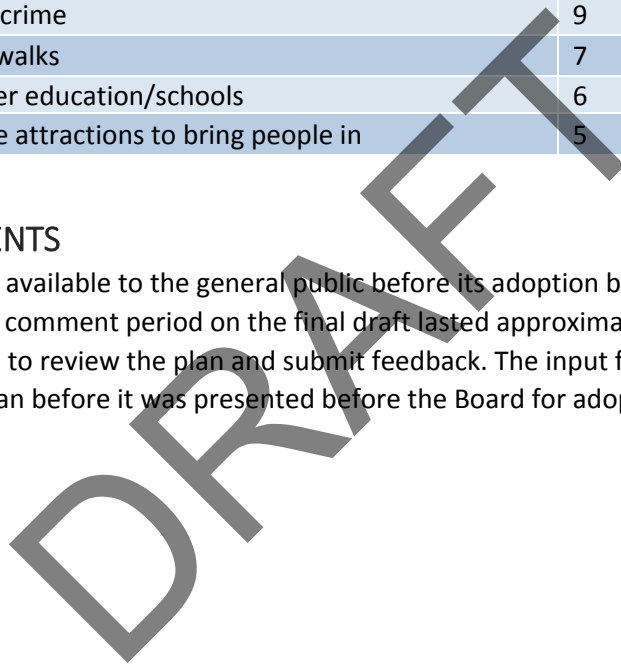 crime 9
walks 7
er education/schools 6
e attractions to bring people in 5
ENTS
available to the general public before its adoption b
comment period on the final draft lasted approxima
to review the plan and submit feedback. The input f
an before it was presented before the Board for adop
DRAFT